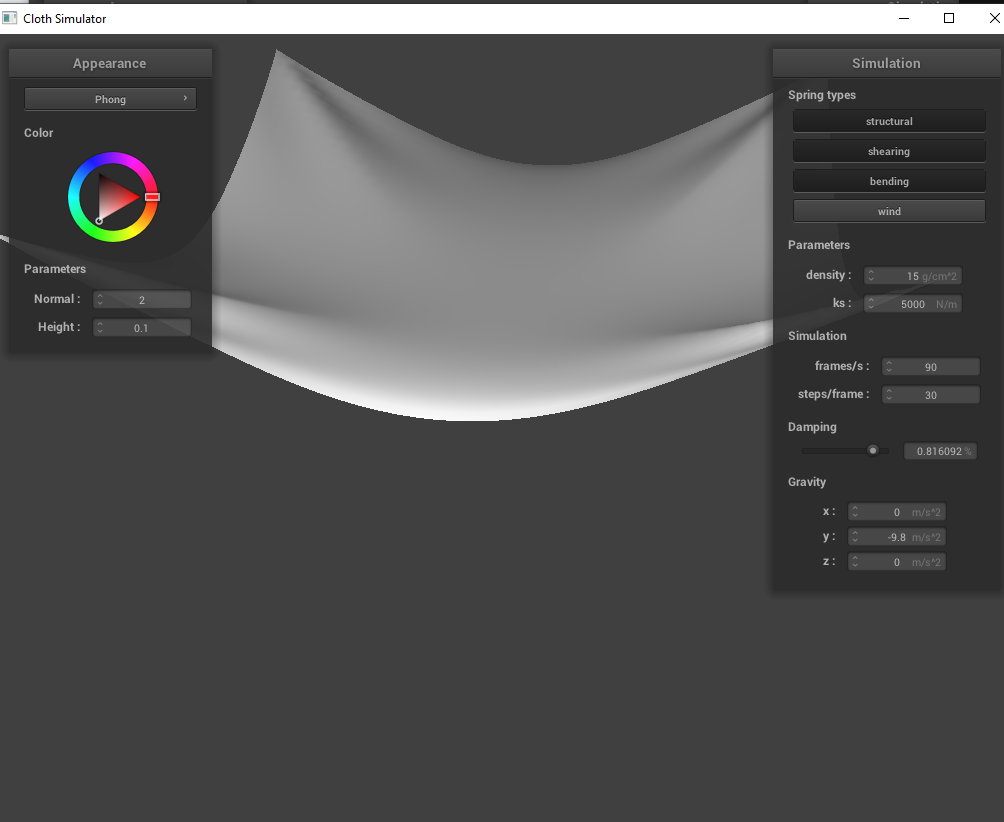 Cloth Simulator
Appearance
Phong
Color
Parameters
Normal : 2
Height : 0.1
Simulation
Spring types
structural
shearing
bending
wind
Parameters
density : 15 g/cm^2
ks : 5000 N/m
Simulation
frames/s : 90
steps/frame : 30
Damping
0.816092 %
Gravity
x : 0 m/s^2
y : -9.8 m/s^2
z : 0 m/s^2